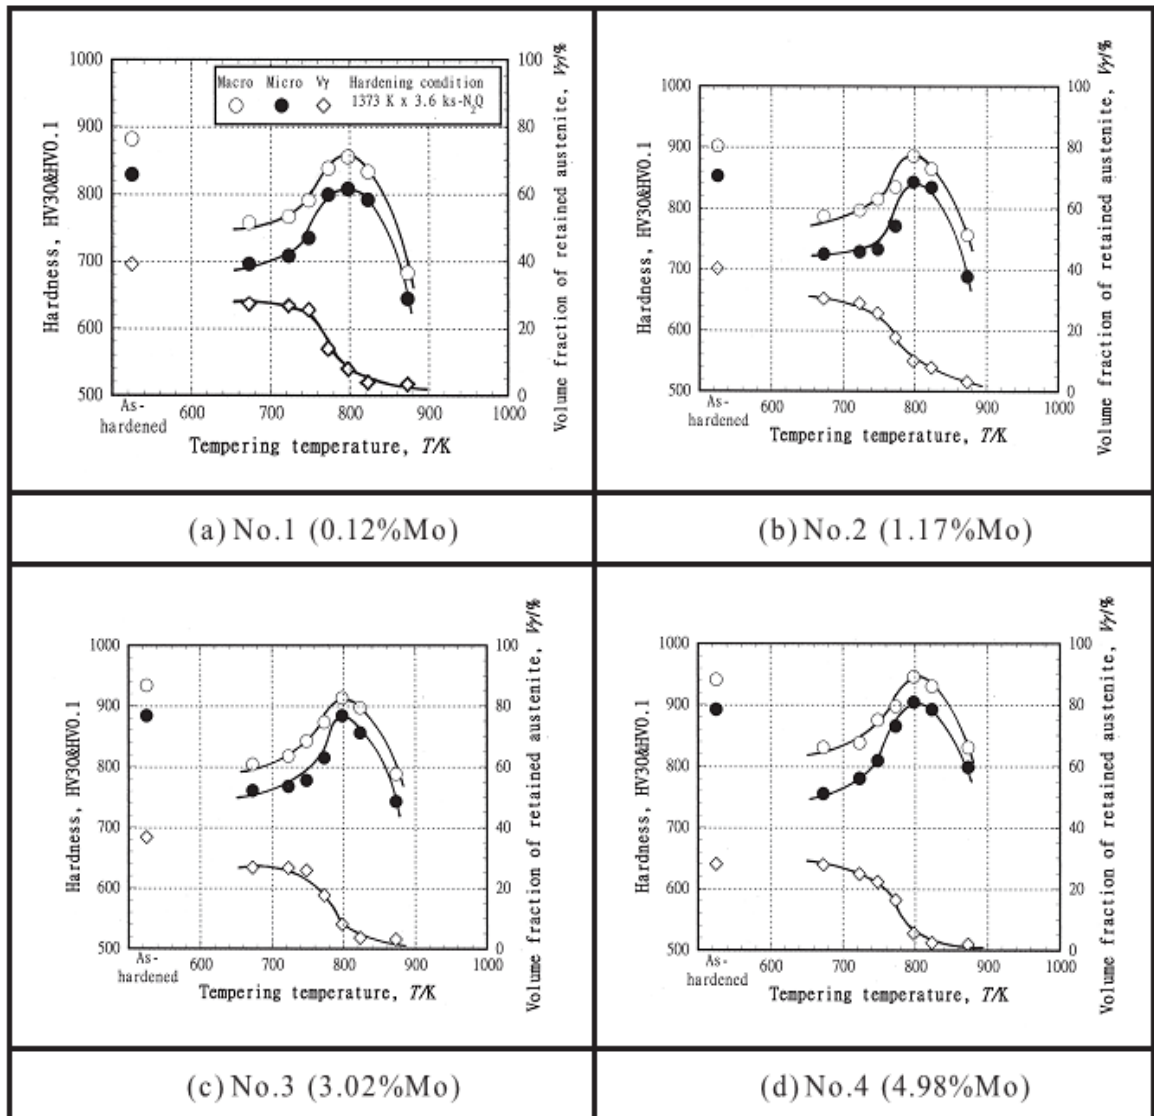 Macro Micro Vγ Hardening condition
1373 K x 3.6 ks-N₂Q
Hardness, HV30&HV0.1
1000
900
800
700
600
500
100
80
60
40
20
0
Volume fraction of retained austenite, Vγ/%
As-
hardened
600 700 800 900 1000
Tempering temperature, T/K
(a) No.1 (0.12%Mo)
Hardness, HV30&HV0.1
1000
900
800
700
600
500
100
80
60
40
20
0
Volume fraction of retained austenite, Vγ/%
As-
hardened
600 700 800 900 1000
Tempering temperature, T/K
(b) No.2 (1.17%Mo)
Hardness, HV30&HV0.1
1000
900
800
700
600
500
100
80
60
40
20
0
Volume fraction of retained austenite, Vγ/%
As-
hardened
600 700 800 900 1000
Tempering temperature, T/K
(c) No.3 (3.02%Mo)
Hardness, HV30&HV0.1
1000
900
800
700
600
500
100
80
60
40
20
0
Volume fraction of retained austenite, Vγ/%
As-
hardened
600 700 800 900 1000
Tempering temperature, T/K
(d) No.4 (4.98%Mo)